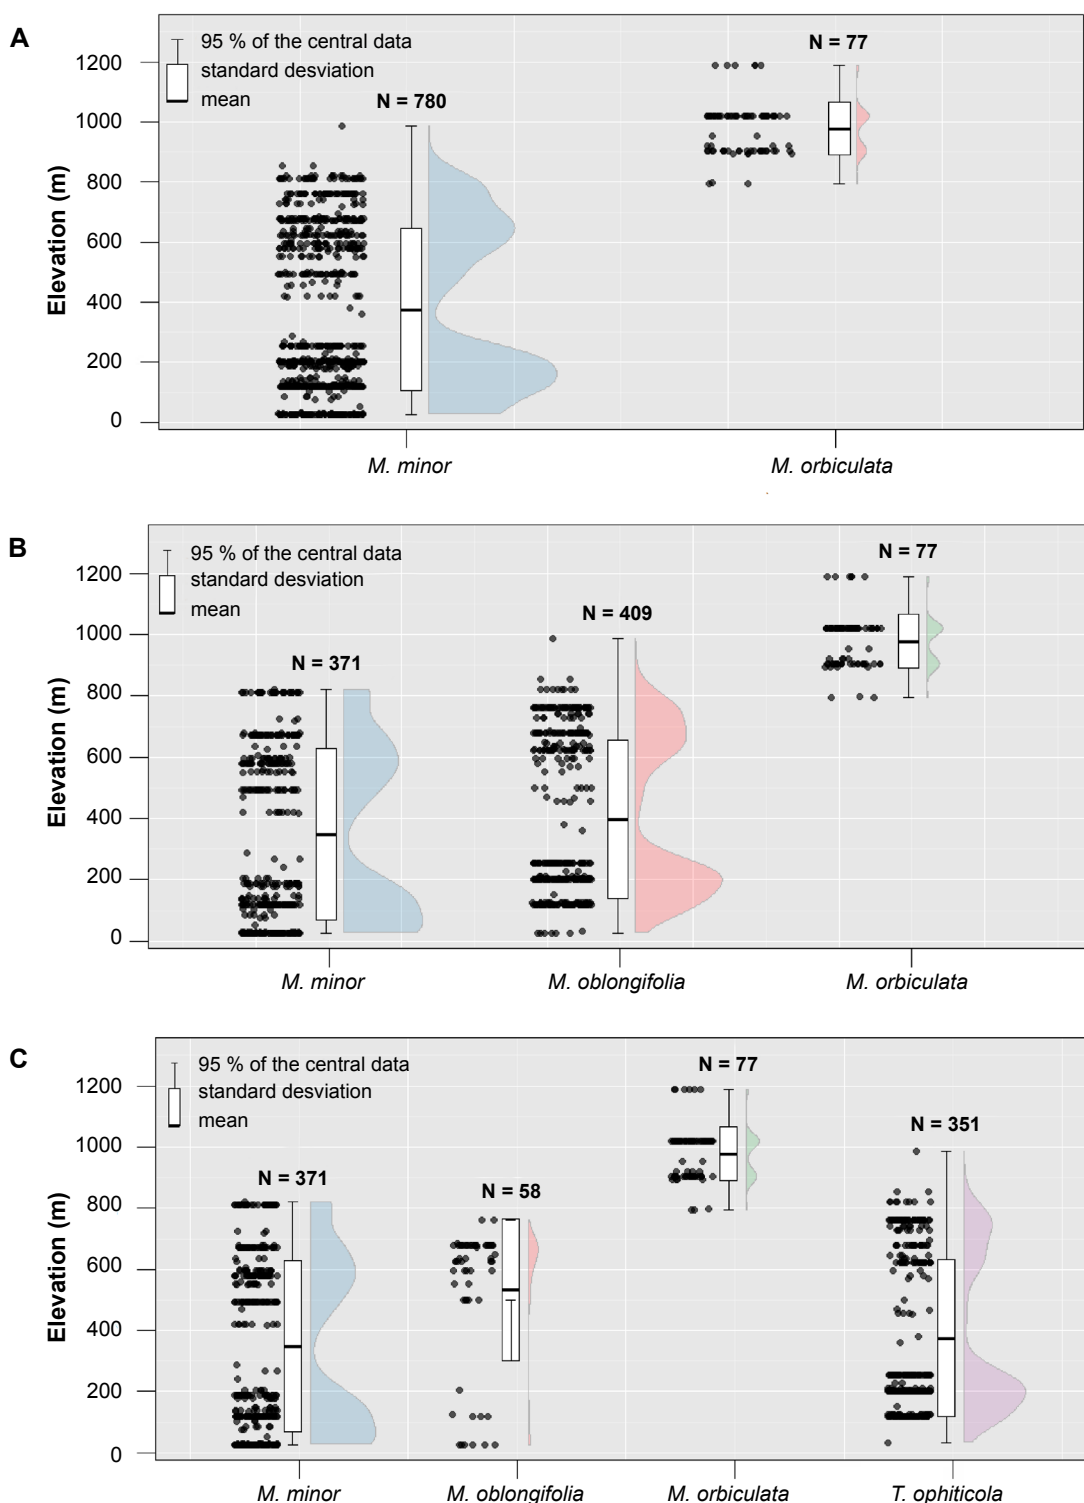 A
95 % of the central data
standard desviation
mean
N = 780
N = 77
Elevation (m)
1200
1000
800
600
400
200
0
M. minor
M. orbiculata
B
95 % of the central data
standard desviation
mean
N = 371
N = 409
N = 77
Elevation (m)
1200
1000
800
600
400
200
0
M. minor
M. oblongifolia
M. orbiculata
C
95 % of the central data
standard desviation
mean
N = 371
N = 58
N = 77
N = 351
Elevation (m)
1200
1000
800
600
400
200
0
M. minor
M. oblongifolia
M. orbiculata
T. ophiticola